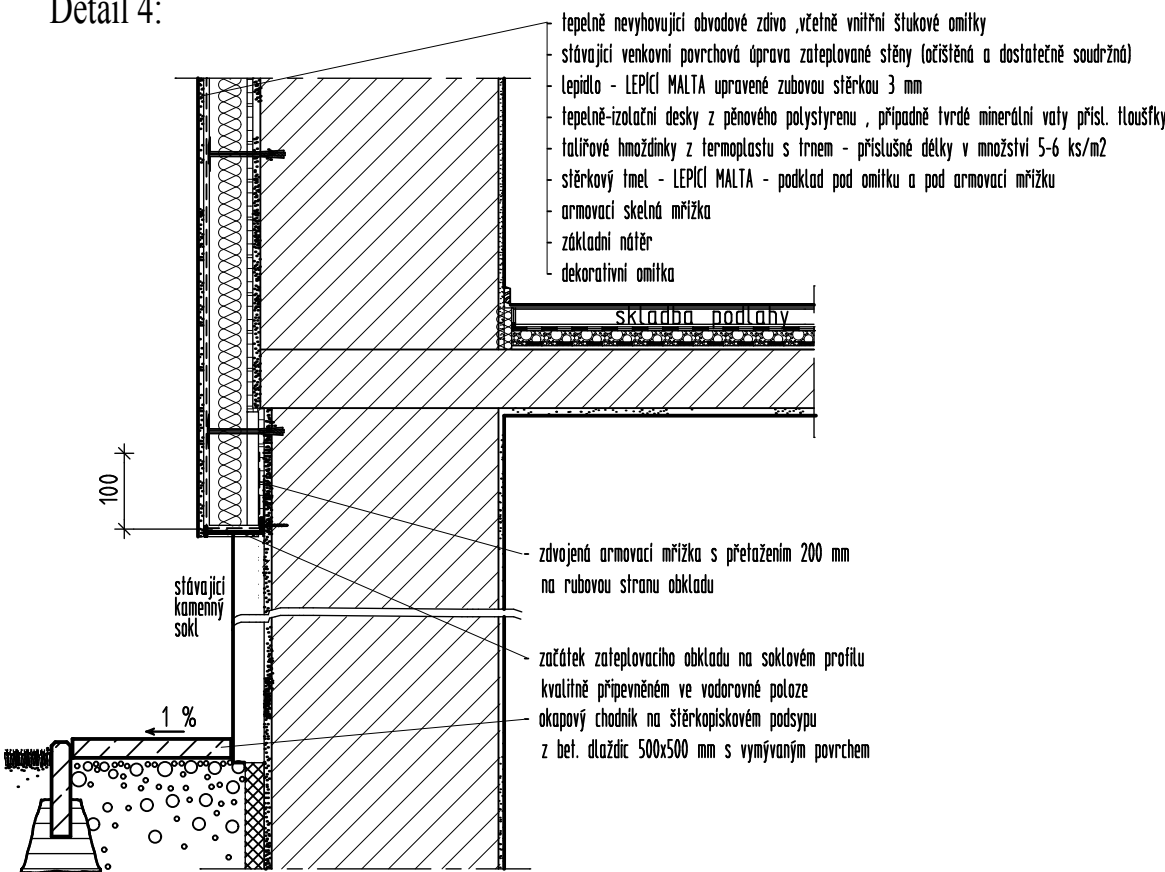 Detail 4:
tepelně nevyhovující obvodové zdivo ,včetně vnitřní štukové omítky
stávající venkovní povrchová úprava zateplované stěny (očištěná a dostatečně soudržná)
lepidlo - LEPÍCÍ MALTA upravené zubovou stěrkou 3 mm
tepelně-izolační desky z pěnového polystyrenu , případně tvrdé minerální vaty přísl. tloušťky
talířové hmoždinky z termoplastu s trnem - příslušné délky v množství 5-6 ks/m2
stěrkový tmel - LEPÍCÍ MALTA - podklad pod omítku a pod armovací mřížku
armovací skelná mřížka
základní nátěr
dekorativní omítka
skladba podlahy
100
zdvojená armovací mřížka s přetažením 200 mm
na rubovou stranu obkladu
stávající
kamenný
sokl
začátek zateplovacího obkladu na soklovém profilu
kvalitně připevněném ve vodorovné poloze
1 %
okapový chodník na štěrkopískovém podsypu
z bet. dlaždic 500x500 mm s vymývaným povrchem